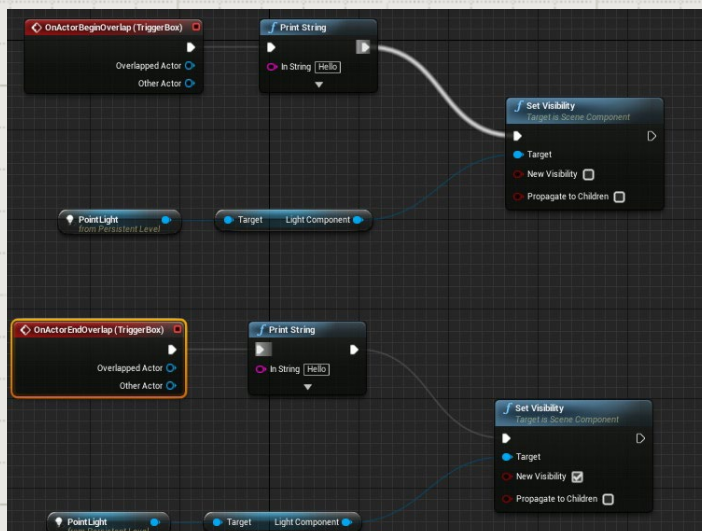 OnActorBeginOverlap (TriggerBox)
Overlapped Actor
Other Actor
Print String
In String Hello
Set Visibility
Target is Scene Component
Target
New Visibility
Propagate to Children
PointLight
from Persistent Level
Target Light Component
OnActorEndOverlap (TriggerBox)
Overlapped Actor
Other Actor
Print String
In String Hello
Set Visibility
Target is Scene Component
Target
New Visibility
Propagate to Children
PointLight
from Persistent Level
Target Light Component